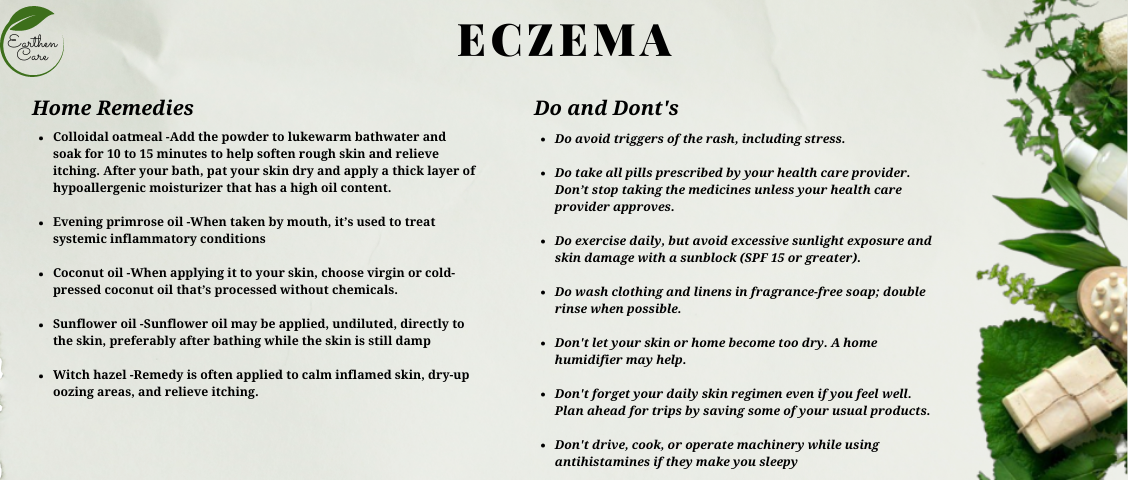 Earthen
Care
ECZEMA
Home Remedies
• Colloidal oatmeal -Add the powder to lukewarm bathwater and
soak for 10 to 15 minutes to help soften rough skin and relieve
itching. After your bath, pat your skin dry and apply a thick layer of
hypoallergenic moisturizer that has a high oil content.
• Evening primrose oil -When taken by mouth, it’s used to treat
systemic inflammatory conditions
• Coconut oil -When applying it to your skin, choose virgin or cold-
pressed coconut oil that’s processed without chemicals.
• Sunflower oil -Sunflower oil may be applied, undiluted, directly to
the skin, preferably after bathing while the skin is still damp
• Witch hazel -Remedy is often applied to calm inflamed skin, dry-up
oozing areas, and relieve itching.
Do and Dont's
• Do avoid triggers of the rash, including stress.
• Do take all pills prescribed by your health care provider.
Don’t stop taking the medicines unless your health care
provider approves.
• Do exercise daily, but avoid excessive sunlight exposure and
skin damage with a sunblock (SPF 15 or greater).
• Do wash clothing and linens in fragrance-free soap; double
rinse when possible.
• Don't let your skin or home become too dry. A home
humidifier may help.
• Don't forget your daily skin regimen even if you feel well.
Plan ahead for trips by saving some of your usual products.
• Don't drive, cook, or operate machinery while using
antihistamines if they make you sleepy